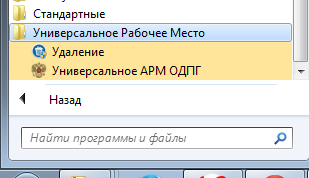 Стандартные
Универсальное Рабочее Место
Удаление
Универсальное АРМ ОДПГ
Назад
Найти программы и файлы